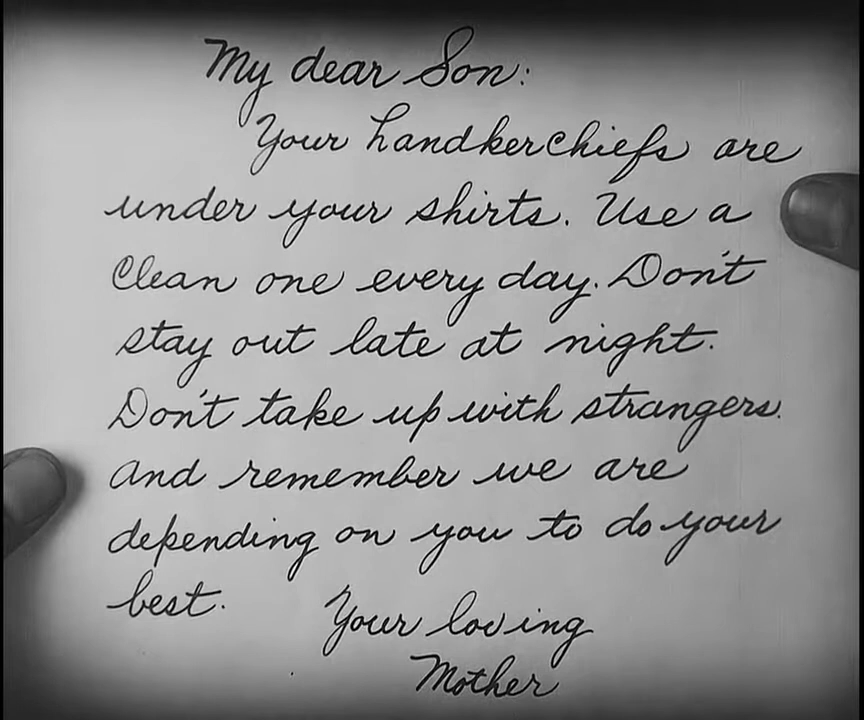 My dear Son:
Your handkerchiefs are
under your shirts. Use a
clean one every day. Don't
stay out late at night.
Don't take up with strangers.
And remember we are
depending on you to do your
best.
Your loving
Mother